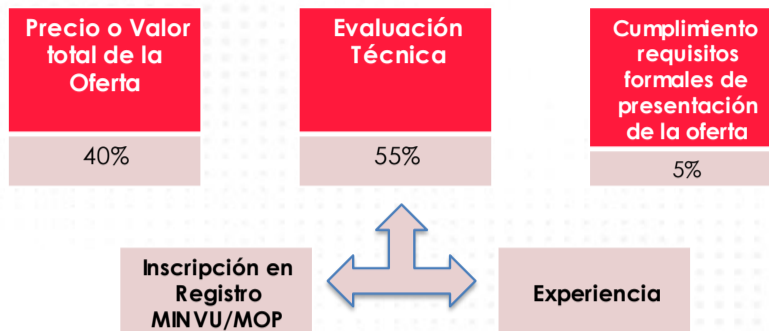 Precio o Valor
total de la
Oferta
40%
Evaluación
Técnica
55%
Cumplimiento
requisitos
formales de
presentación
de la oferta
5%
Inscripción en
Registro
MINVU/MOP
Experiencia